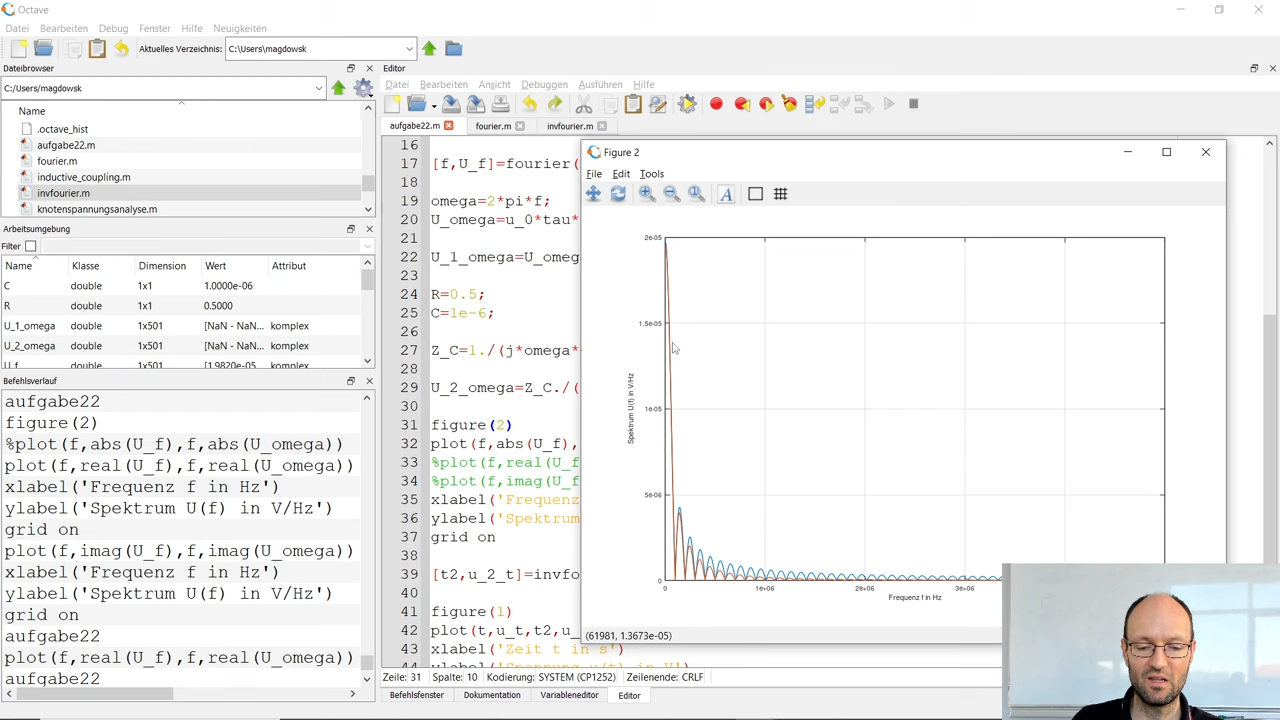 Octave
Datei Bearbeiten Debug Fenster Hilfe Neuigkeiten
Aktuelles Verzeichnis: C:\Users\magdowsk
Dateibrowser
C:/Users/magdowsk
Name
.octave_hist
aufgabe22.m
fourier.m
inductive_coupling.m
invfourier.m
knotenspannungsanalyse.m
Arbeitsumgebung
Filter
Name Klasse Dimension Wert Attribut
C double 1x1 1.0000e-06
R double 1x1 0.5000
U_1_omega double 1x501 [NaN - NaN... komplex
U_2_omega double 1x501 [NaN - NaN... komplex
U_f double 1x501 [1.9820e-05... komplex
Befehlsverlauf
aufgabe22
figure(2)
%plot(f,abs(U_f),f,abs(U_omega))
plot(f,real(U_f),f,real(U_omega))
xlabel('Frequenz f in Hz')
ylabel('Spektrum U(f) in V/Hz')
grid on
plot(f,imag(U_f),f,imag(U_omega))
xlabel('Frequenz f in Hz')
ylabel('Spektrum U(f) in V/Hz')
grid on
aufgabe22
plot(f,real(U_f),f,real(U_omega))
aufgabe22
Editor
Datei Bearbeiten Ansicht Debuggen Ausführen Hilfe
aufgabe22.m fourier.m invfourier.m
16
17 [f,U_f]=fourier(
18
19 omega=2*pi*f;
20 U_omega=u_0*tau*
21
22 U_1_omega=U_omeg
23
24 R=0.5;
25 C=1e-6;
26
27 Z_C=1./(j*omega*
28
29 U_2_omega=Z_C./(
30
31 figure(2)
32 plot(f,abs(U_f),
33 %plot(f,real(U_f
34 %plot(f,imag(U_f
35 xlabel('Frequenz
36 ylabel('Spektrum
37 grid on
38
39 [t2,u_2_t]=invfo
40
41 figure(1)
42 plot(t,u_t,t2,u_
43 xlabel('Zeit t in s')
44 ylabel('Spannung u(t) in V')
Zeile: 31 Spalte: 10 Kodierung: SYSTEM (CP1252) Zeilenende: CRLF
Befehlsfenster Dokumentation Variableneditor Editor
Figure 2
File Edit Tools
A
2e-05
1.5e-05
1e-05
5e-06
0
Spektrum U(f) in V/Hz
0 1e+06 2e+06 3e+06
Frequenz f in Hz
(61981, 1.3673e-05)